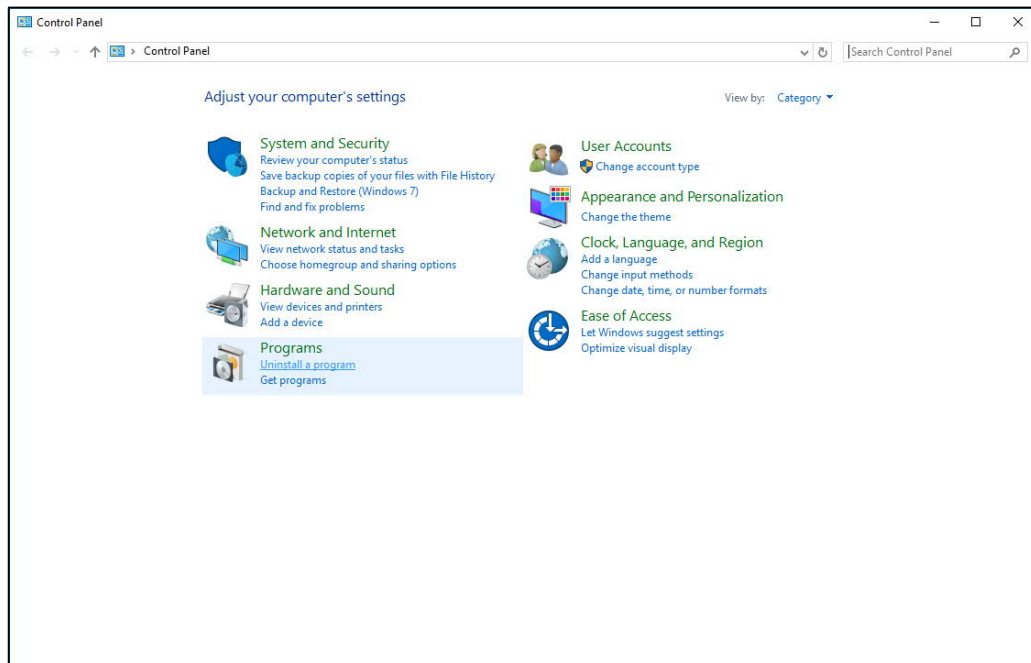 Control Panel
Control Panel
Search Control Panel
Adjust your computer's settings
View by: Category
System and Security
Review your computer's status
Save backup copies of your files with File History
Backup and Restore (Windows 7)
Find and fix problems
Network and Internet
View network status and tasks
Choose homegroup and sharing options
Hardware and Sound
View devices and printers
Add a device
Programs
Uninstall a program
Get programs
User Accounts
Change account type
Appearance and Personalization
Change the theme
Clock, Language, and Region
Add a language
Change input methods
Change date, time, or number formats
Ease of Access
Let Windows suggest settings
Optimize visual display